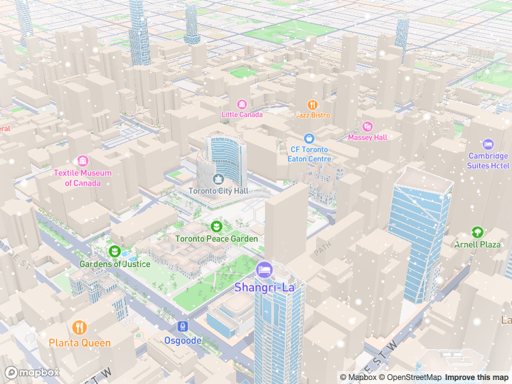 Little Canada
Jazz Bistro
Massey Hall
CF Toronto
Eaton Centre
Cambridge
Suites Hotel
Textile Museum
of Canada
Toronto City Hall
Toronto Peace Garden
Arnell Plaza
PATH
Gardens of Justice
Shangri-La
Osgoode
Planta Queen
EST W
© Mapbox © OpenStreetMap Improve this map
mapbox